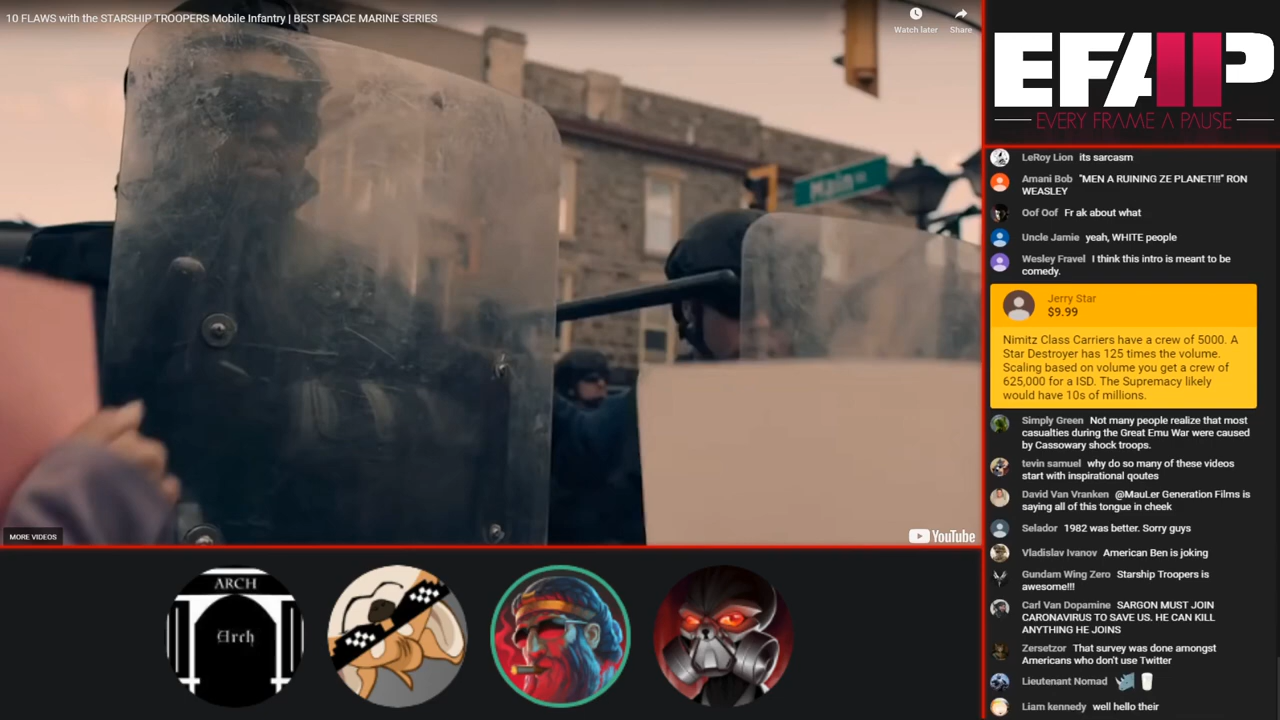 10 FLAWS with the STARSHIP TROOPERS Mobile Infantry | BEST SPACE MARINE SERIES
Watch later
Share
Main St
MORE VIDEOS
YouTube
ARCH
Arch
EFAP
EVERY FRAME A PAUSE
LeRoy Lion its sarcasm
Amani Bob "MEN A RUINING ZE PLANET!!!" RON
WEASLEY
Oof Oof Fr ak about what
Uncle Jamie yeah, WHITE people
Wesley Fravel I think this intro is meant to be
comedy.
Jerry Star
$9.99
Nimitz Class Carriers have a crew of 5000. A
Star Destroyer has 125 times the volume.
Scaling based on volume you get a crew of
625,000 for a ISD. The Supremacy likely
would have 10s of millions.
Simply Green Not many people realize that most
casualties during the Great Emu War were caused
by Cassowary shock troops.
tevin samuel why do so many of these videos
start with inspirational qoutes
David Van Vranken @MauLer Generation Films is
saying all of this tongue in cheek
Selador 1982 was better. Sorry guys
Vladislav Ivanov American Ben is joking
Gundam Wing Zero Starship Troopers is
awesome!!!
Carl Van Dopamine SARGON MUST JOIN
CARONAVIRUS TO SAVE US. HE CAN KILL
ANYTHING HE JOINS
Zersetzor That survey was done amongst
Americans who don't use Twitter
Lieutenant Nomad
Liam kennedy well hello their